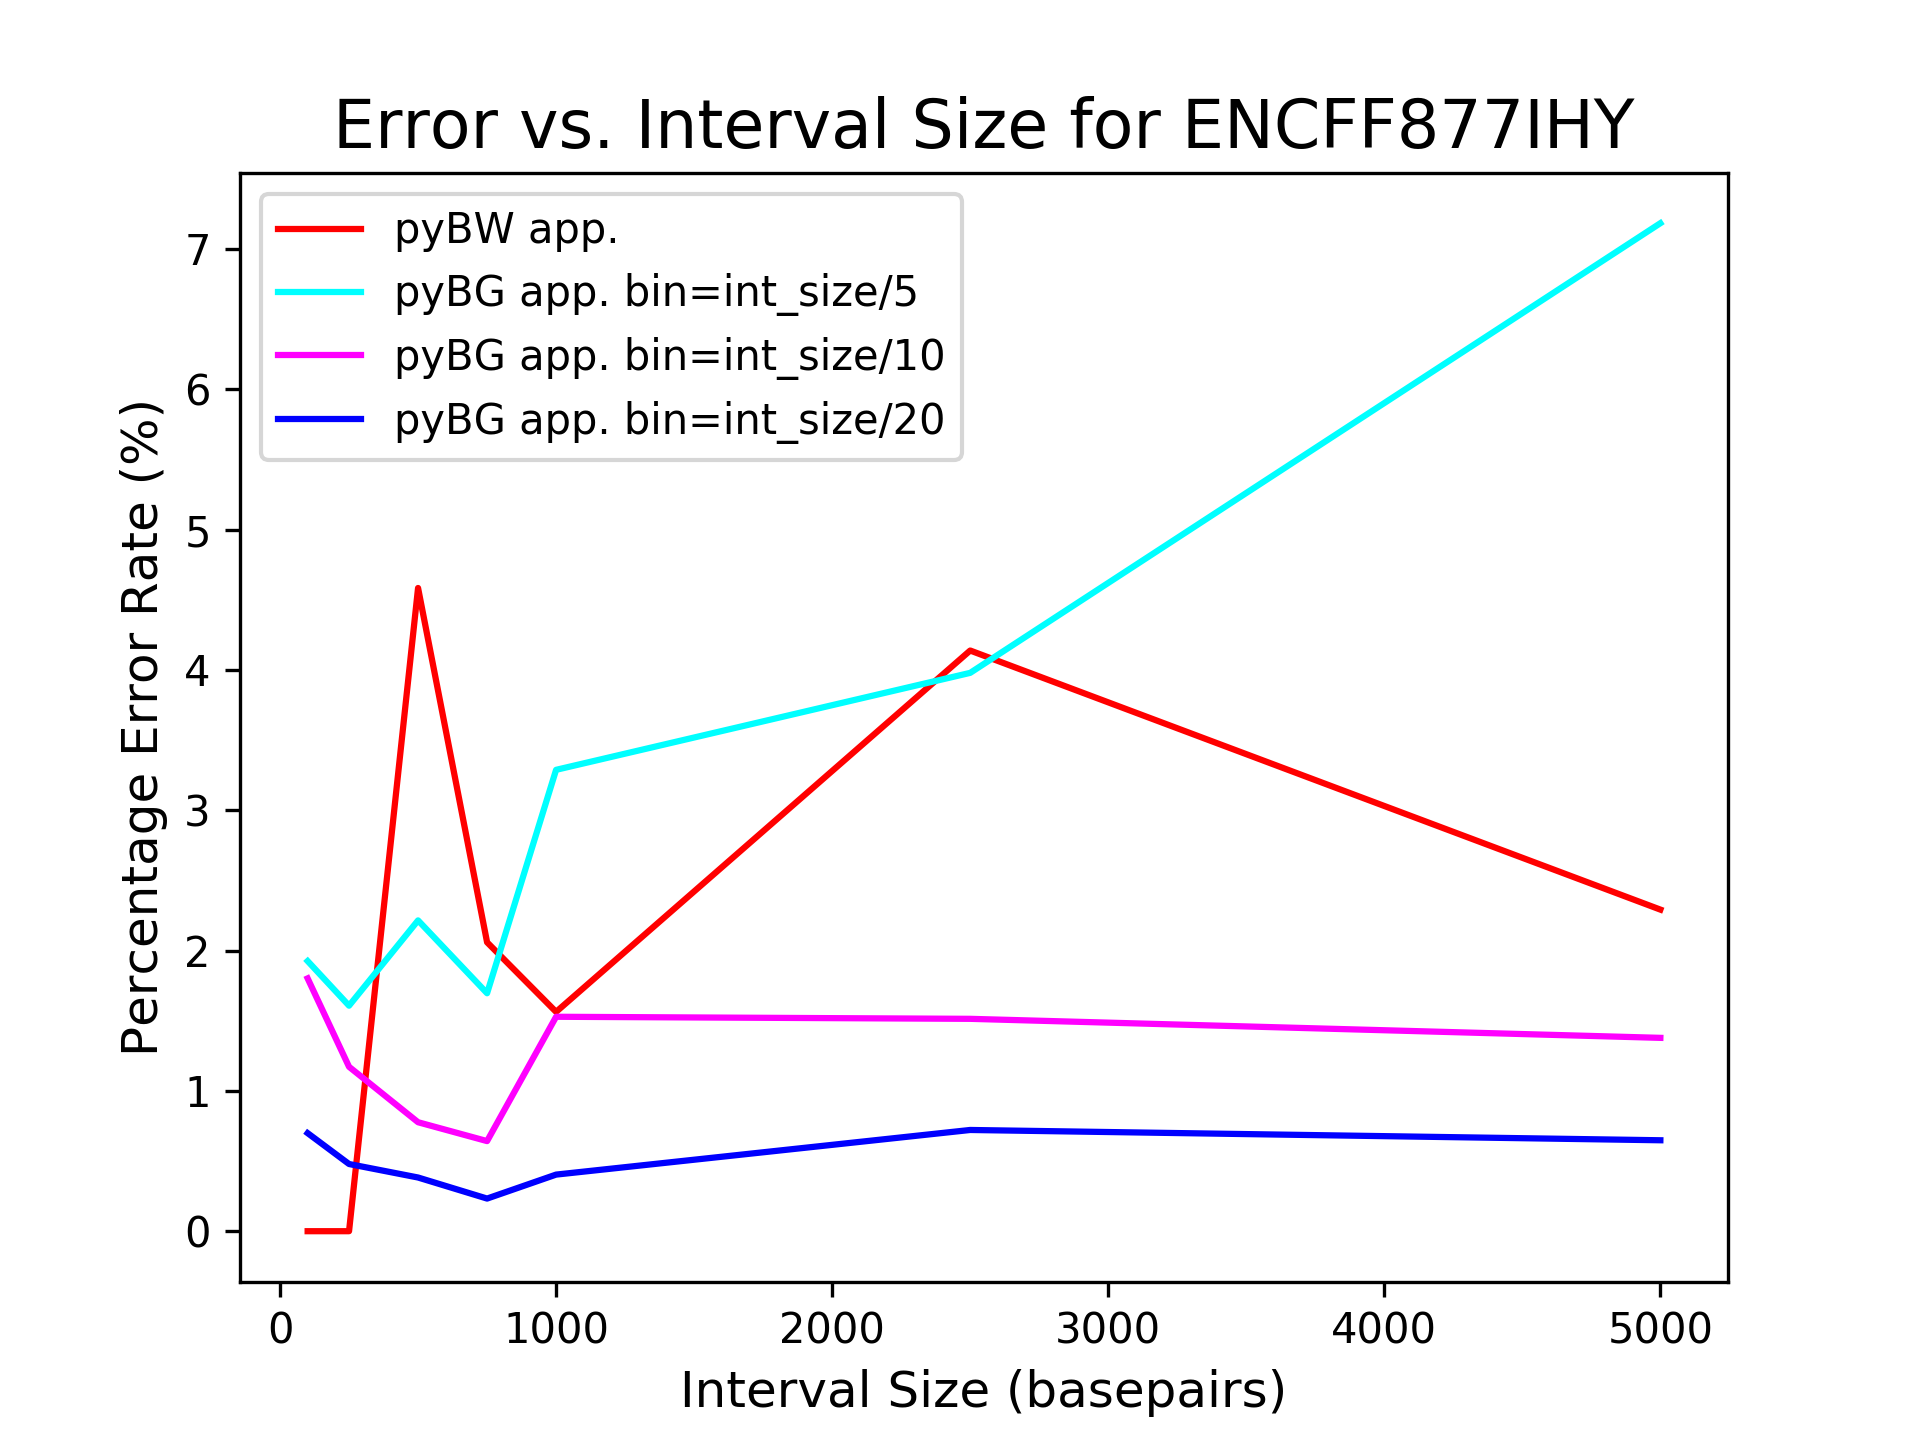 Error vs. Interval Size for ENCFF877IHY
pyBW app.
pyBG app. bin=int_size/5
pyBG app. bin=int_size/10
pyBG app. bin=int_size/20
Percentage Error Rate (%)
7
6
5
4
3
2
1
0
0 1000 2000 3000 4000 5000
Interval Size (basepairs)